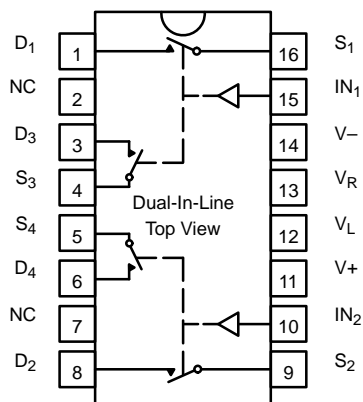 D1 1 16 S1
NC 2 15 IN1
D3 3 14 V−
S3 4 13 VR
Dual-In-Line
Top View
S4 5 12 VL
D4 6 11 V+
NC 7 10 IN2
D2 8 9 S2